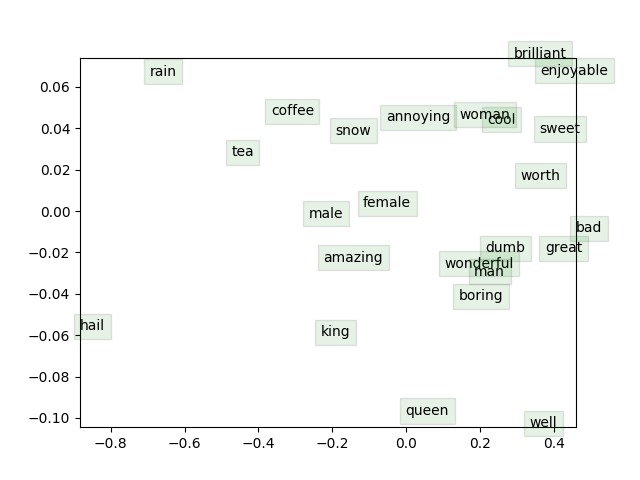 brilliant
rain
enjoyable
0.06
coffee
annoying
woman
cool
0.04
snow
sweet
tea
0.02
worth
female
0.00
male
bad
dumb
great
−0.02
amazing
wonderful
man
boring
−0.04
hail
king
−0.06
−0.08
queen
well
−0.10
−0.8
−0.6
−0.4
−0.2
0.0
0.2
0.4